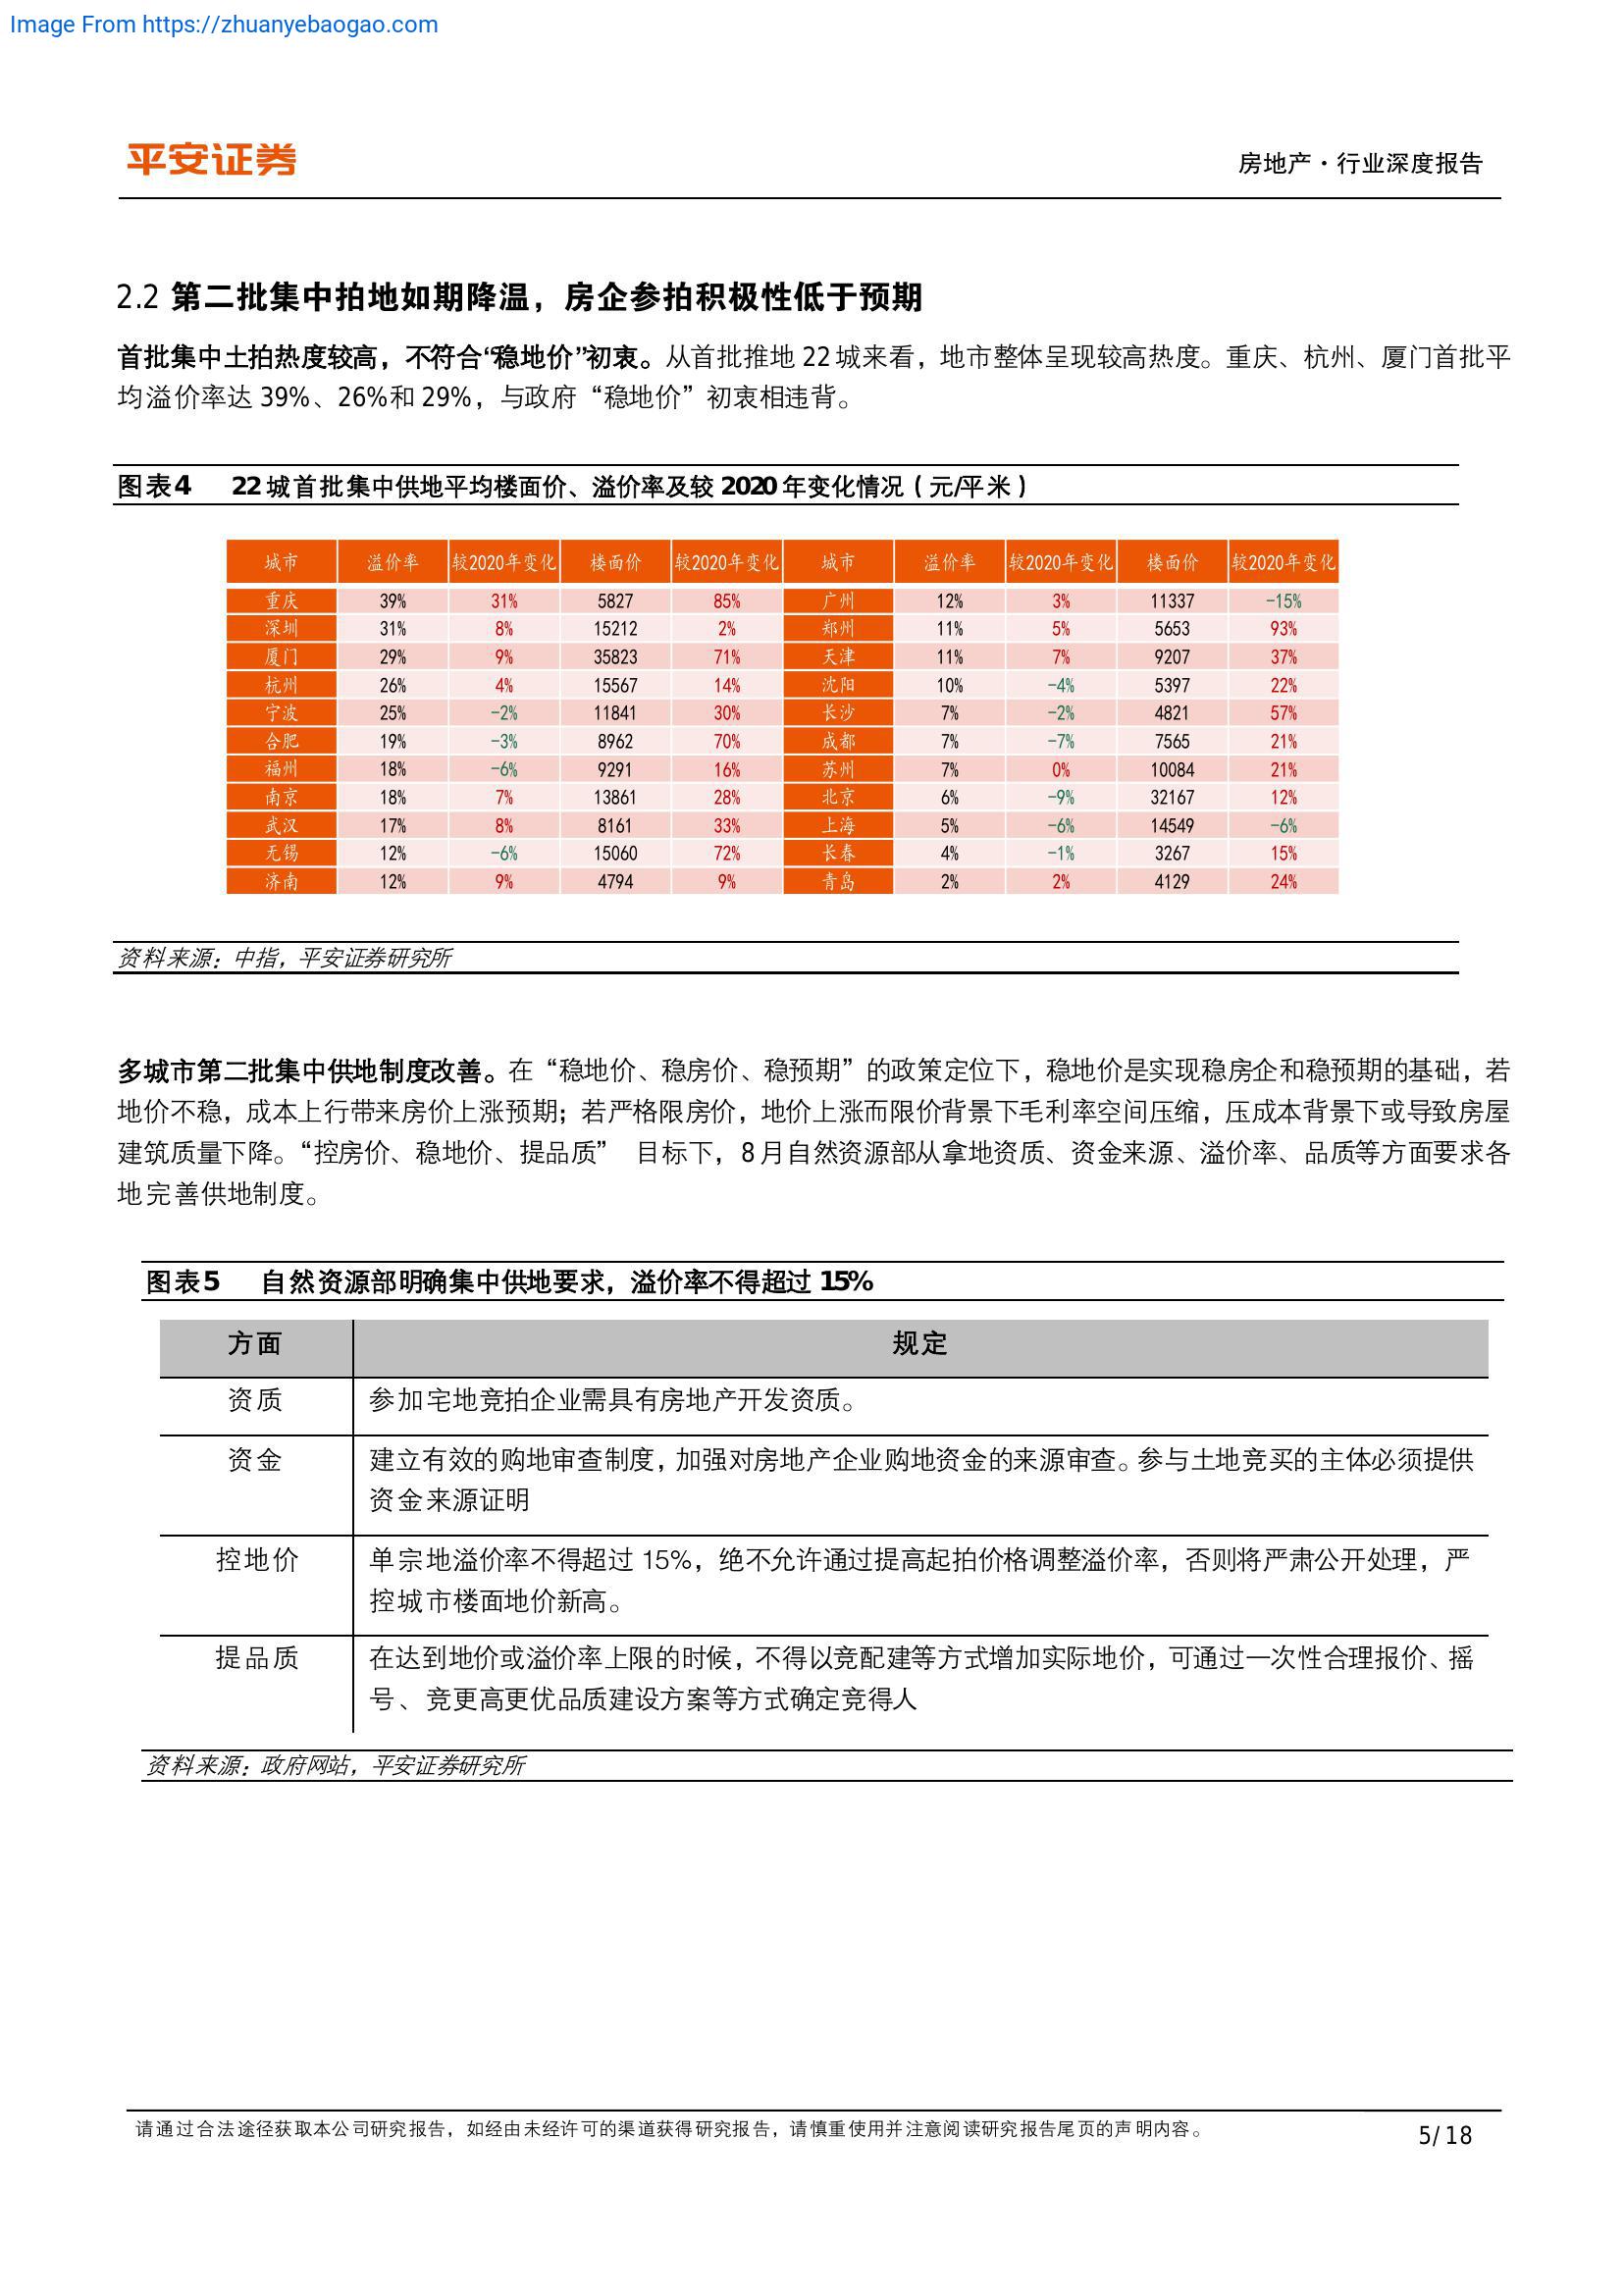 Image From https://zhuanyebaogao.com
平安证券
房地产·行业深度报告
2.2 第二批集中拍地如期降温，房企参拍积极性低于预期
首批集中土拍热度较高，不符合“稳地价”初衷。从首批推地 22 城来看，地市整体呈现较高热度。重庆、杭州、厦门首批平
均溢价率达 39%、26%和 29%，与政府“稳地价”初衷相违背。
图表4 22 城首批集中供地平均楼面价、溢价率及较 2020 年变化情况（元/平米）
城市 溢价率 较2020年变化 楼面价 较2020年变化 城市 溢价率 较2020年变化 楼面价 较2020年变化
重庆 39% 31% 5827 85% 广州 12% 3% 11337 -15%
深圳 31% 8% 15212 2% 郑州 11% 5% 5653 93%
厦门 29% 9% 35823 71% 天津 11% 7% 9207 37%
杭州 26% 4% 15567 14% 沈阳 10% -4% 5397 22%
宁波 25% -2% 11841 30% 长沙 7% -2% 4821 57%
合肥 19% -3% 8962 70% 成都 7% -7% 7565 21%
福州 18% -6% 9291 16% 苏州 7% 0% 10084 21%
南京 18% 7% 13861 28% 北京 6% -9% 32167 12%
武汉 17% 8% 8161 33% 上海 5% -6% 14549 -6%
无锡 12% -6% 15060 72% 长春 4% -1% 3267 15%
济南 12% 9% 4794 9% 青岛 2% 2% 4129 24%
资料来源：中指，平安证券研究所
多城市第二批集中供地制度改善。在“稳地价、稳房价、稳预期”的政策定位下，稳地价是实现稳房企和稳预期的基础，若
地价不稳，成本上行带来房价上涨预期；若严格限房价，地价上涨而限价背景下毛利率空间压缩，压成本背景下或导致房屋
建筑质量下降。“控房价、稳地价、提品质” 目标下，8 月自然资源部从拿地资质、资金来源、溢价率、品质等方面要求各
地完善供地制度。
图表5 自然资源部明确集中供地要求，溢价率不得超过 15%
方面 规定
资质 参加宅地竞拍企业需具有房地产开发资质。
资金 建立有效的购地审查制度，加强对房地产企业购地资金的来源审查。参与土地竞买的主体必须提供
资金来源证明
控地价 单宗地溢价率不得超过 15%，绝不允许通过提高起拍价格调整溢价率，否则将严肃公开处理，严
控城市楼面地价新高。
提品质 在达到地价或溢价率上限的时候，不得以竞配建等方式增加实际地价，可通过一次性合理报价、摇
号、竞更高更优品质建设方案等方式确定竞得人
资料来源：政府网站，平安证券研究所
请通过合法途径获取本公司研究报告，如经由未经许可的渠道获得研究报告，请慎重使用并注意阅读研究报告尾页的声明内容。
5/ 18